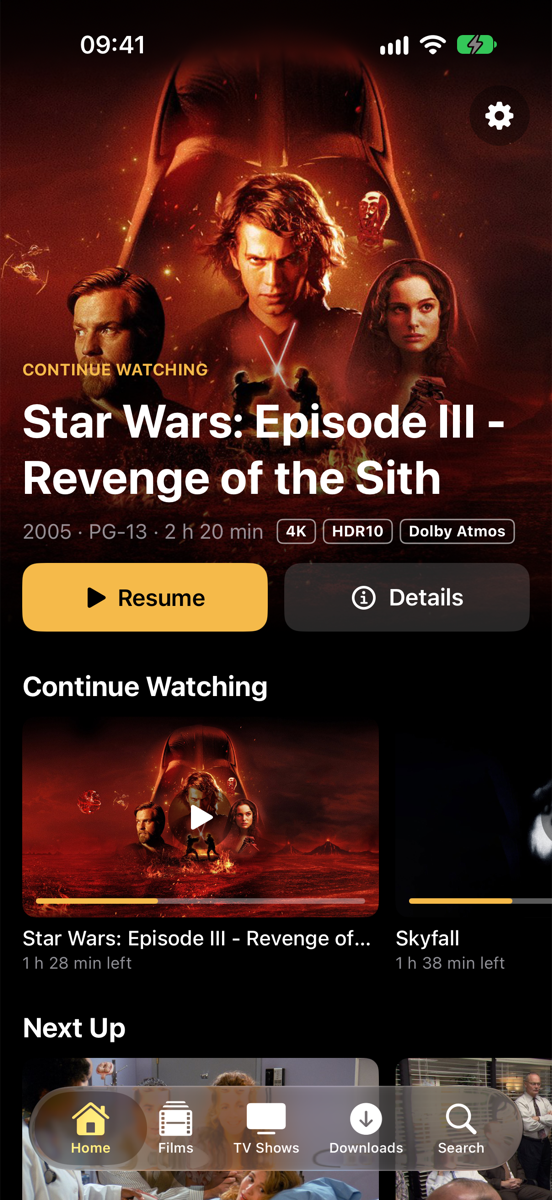 09:41
CONTINUE WATCHING
Star Wars: Episode III -
Revenge of the Sith
2005 · PG-13 · 2 h 20 min 4K HDR10 Dolby Atmos
Resume Details
Continue Watching
Star Wars: Episode III - Revenge of... Skyfall
1 h 28 min left 1 h 38 min left
Next Up
Home Films TV Shows Downloads Search